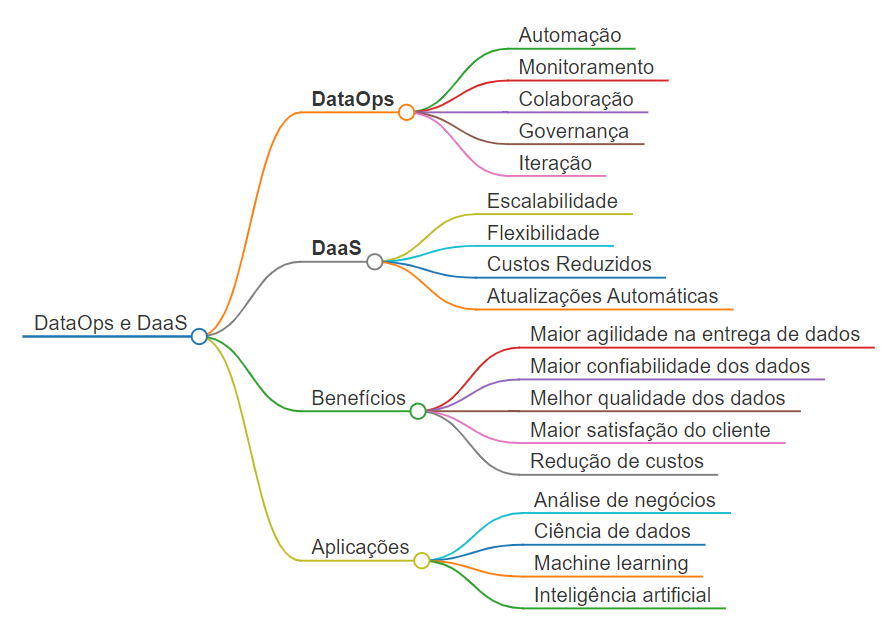 DataOps e DaaS
DataOps
Automação
Monitoramento
Colaboração
Governança
Iteração
DaaS
Escalabilidade
Flexibilidade
Custos Reduzidos
Atualizações Automáticas
Benefícios
Maior agilidade na entrega de dados
Maior confiabilidade dos dados
Melhor qualidade dos dados
Maior satisfação do cliente
Redução de custos
Aplicações
Análise de negócios
Ciência de dados
Machine learning
Inteligência artificial